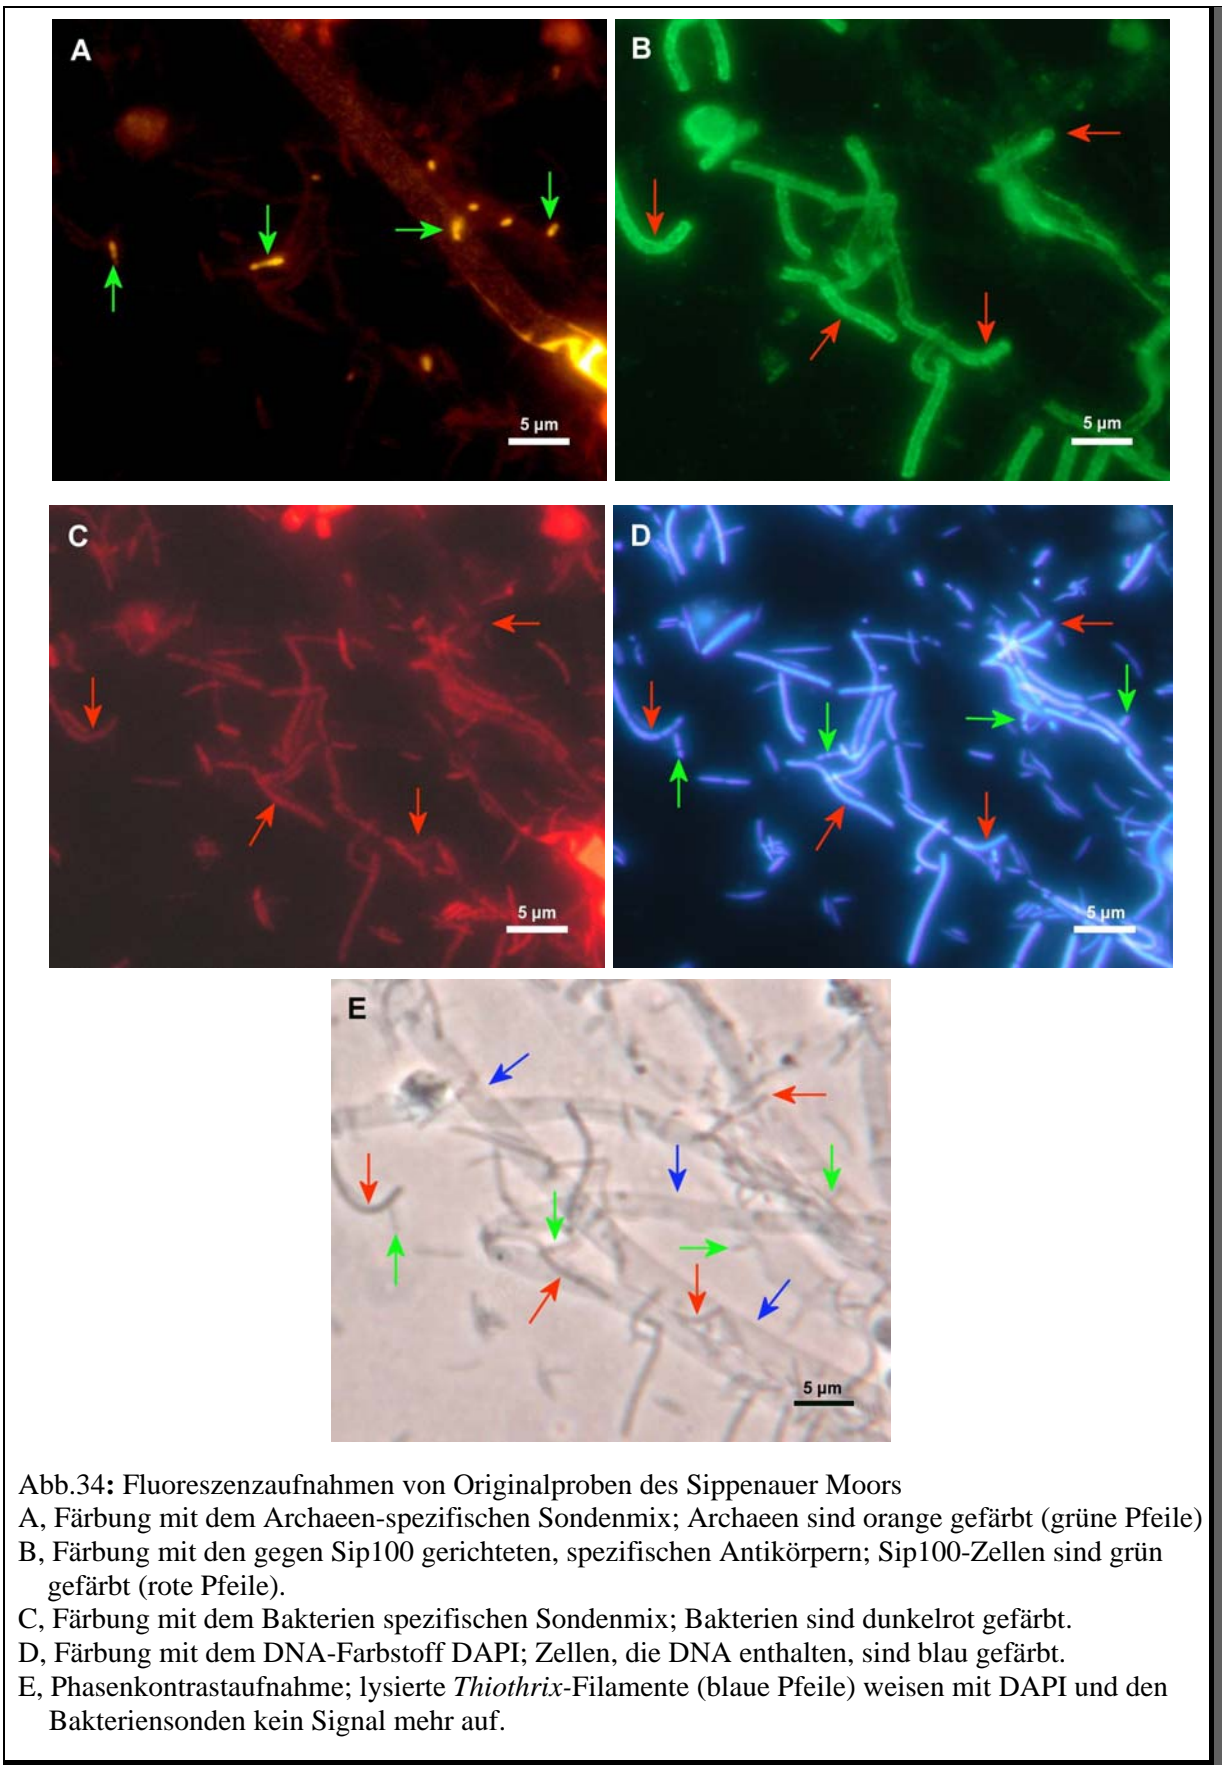 A
B
5 µm
5 µm
C
D
5 µm
5 µm
E
5 µm
Abb.34: Fluoreszenzaufnahmen von Originalproben des Sippenauer Moors
A, Färbung mit dem Archaeen-spezifischen Sondenmix; Archaeen sind orange gefärbt (grüne Pfeile)
B, Färbung mit den gegen Sip100 gerichteten, spezifischen Antikörpern; Sip100-Zellen sind grün
gefärbt (rote Pfeile).
C, Färbung mit dem Bakterien spezifischen Sondenmix; Bakterien sind dunkelrot gefärbt.
D, Färbung mit dem DNA-Farbstoff DAPI; Zellen, die DNA enthalten, sind blau gefärbt.
E, Phasenkontrastaufnahme; lysierte Thiothrix-Filamente (blaue Pfeile) weisen mit DAPI und den
Bakteriensonden kein Signal mehr auf.